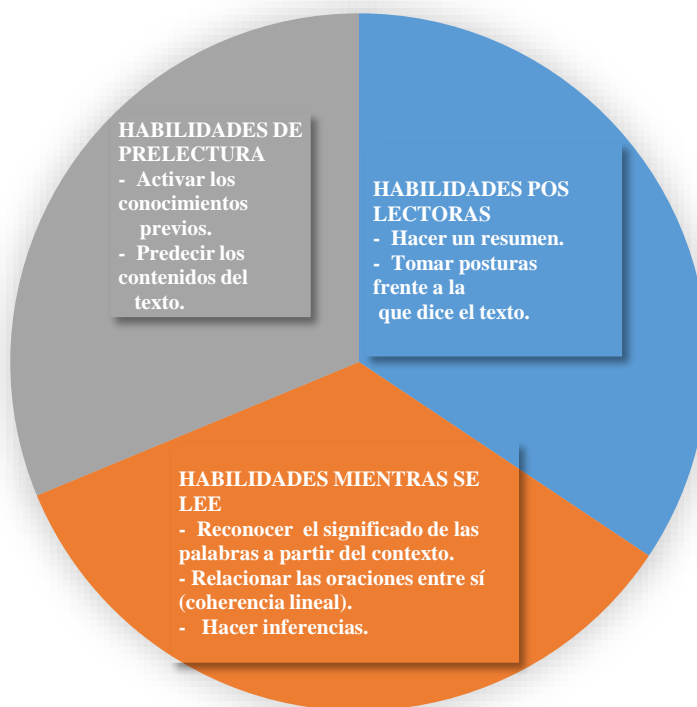 HABILIDADES DE
PRELECTURA
- Activar los
conocimientos
previos.
- Predecir los
contenidos del
texto.
HABILIDADES POS
LECTORAS
- Hacer un resumen.
- Tomar posturas
frente a la
que dice el texto.
HABILIDADES MIENTRAS SE
LEE
- Reconocer el significado de las
palabras a partir del contexto.
- Relacionar las oraciones entre sí
(coherencia lineal).
- Hacer inferencias.